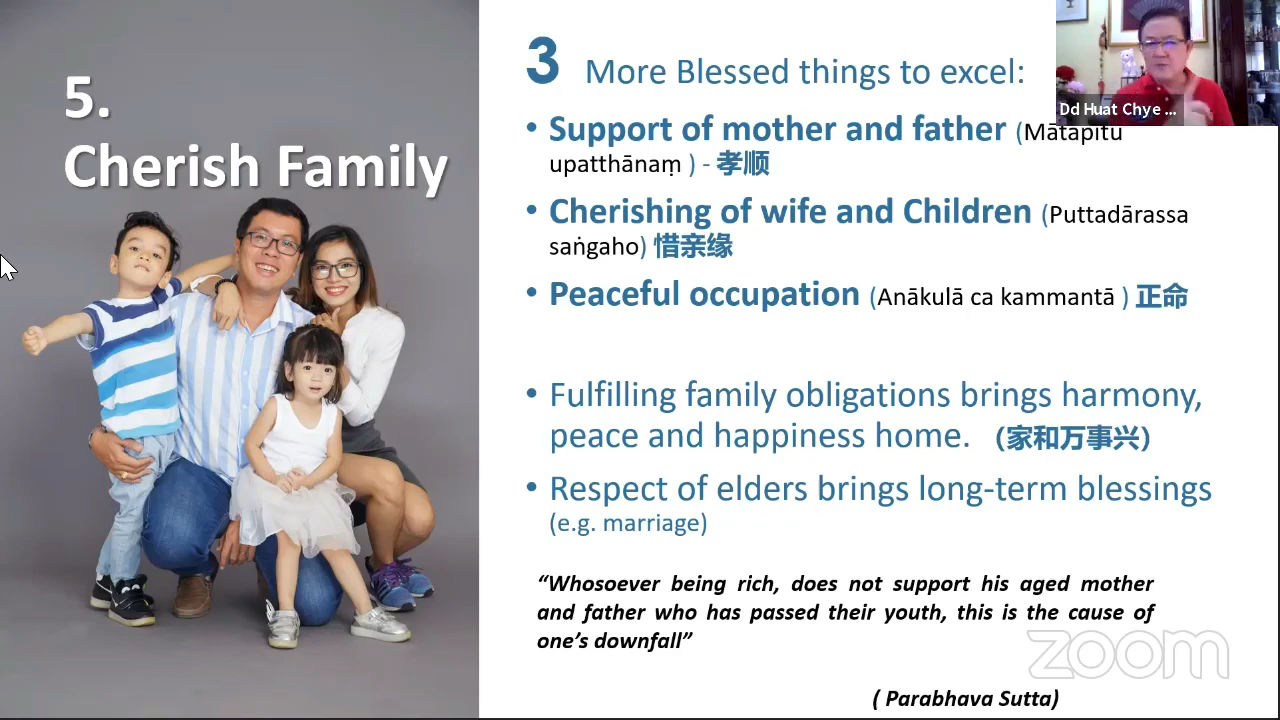 5.
Cherish Family
3 More Blessed things to excel:
Dd Huat Chye ...
• Support of mother and father (Mātāpitu
upatthānaṃ ) - 孝顺
• Cherishing of wife and Children (Puttadārassa
saṅgaho) 惜亲缘
• Peaceful occupation (Anākulā ca kammantā ) 正命
• Fulfilling family obligations brings harmony,
peace and happiness home. (家和万事兴)
• Respect of elders brings long-term blessings
(e.g. marriage)
“Whosoever being rich, does not support his aged mother
and father who has passed their youth, this is the cause of
one’s downfall”
zoom
( Parabhava Sutta)